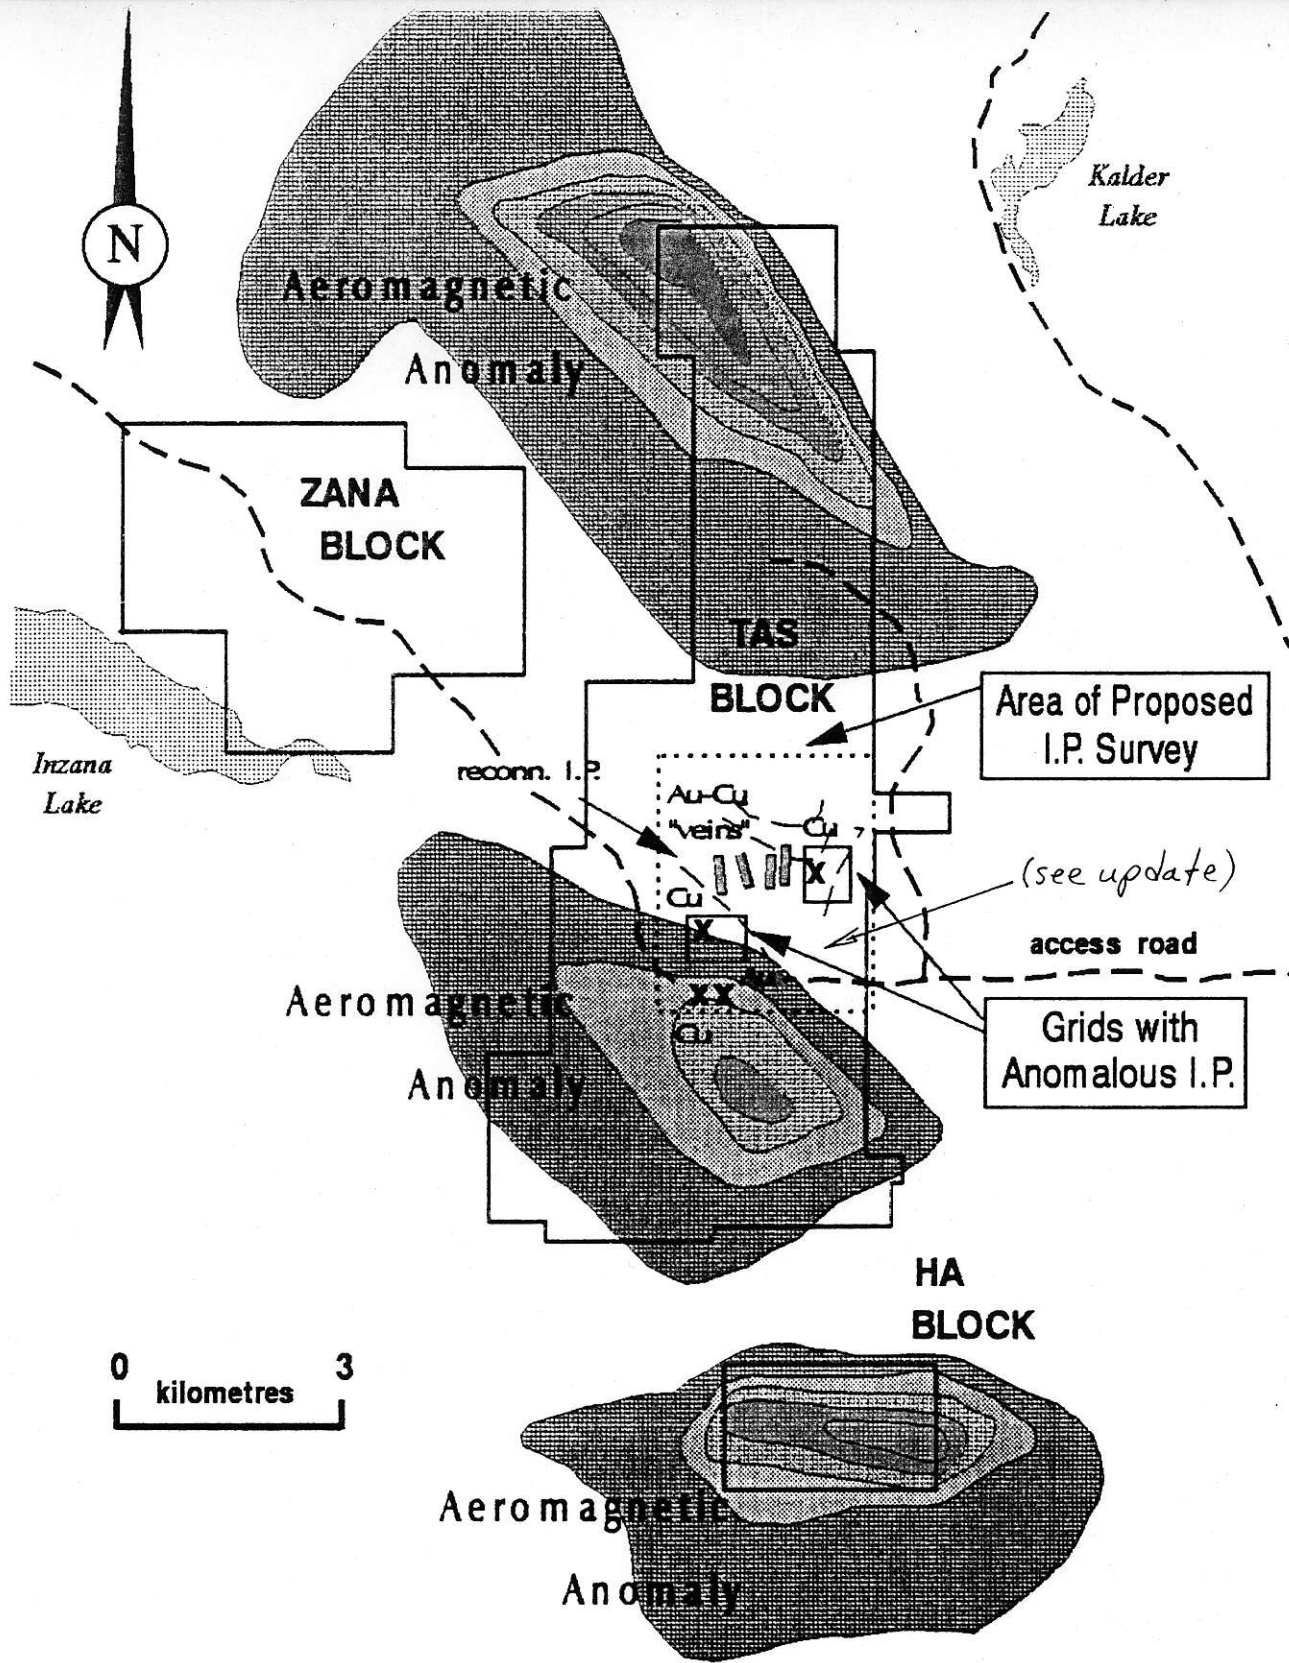 Kalder
Lake
N
Aeromagnetic
Anomaly
ZANA
BLOCK
TAS
BLOCK
Area of Proposed
I.P. Survey
Inzana
Lake
reconn. I.P.
Au-Cu
"veins"
Cu
X
(see update)
Cu
X
access road
Au
Aeromagnetic
XX
Cu
Grids with
Anomalous I.P.
Anomaly
HA
BLOCK
0 3
kilometres
Aeromagnetic
Anomaly